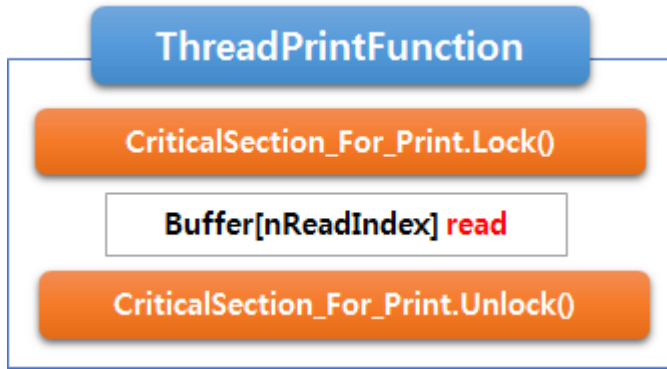 ThreadPrintFunction
CriticalSection_For_Print.Lock()
Buffer[nReadIndex] read
CriticalSection_For_Print.Unlock()